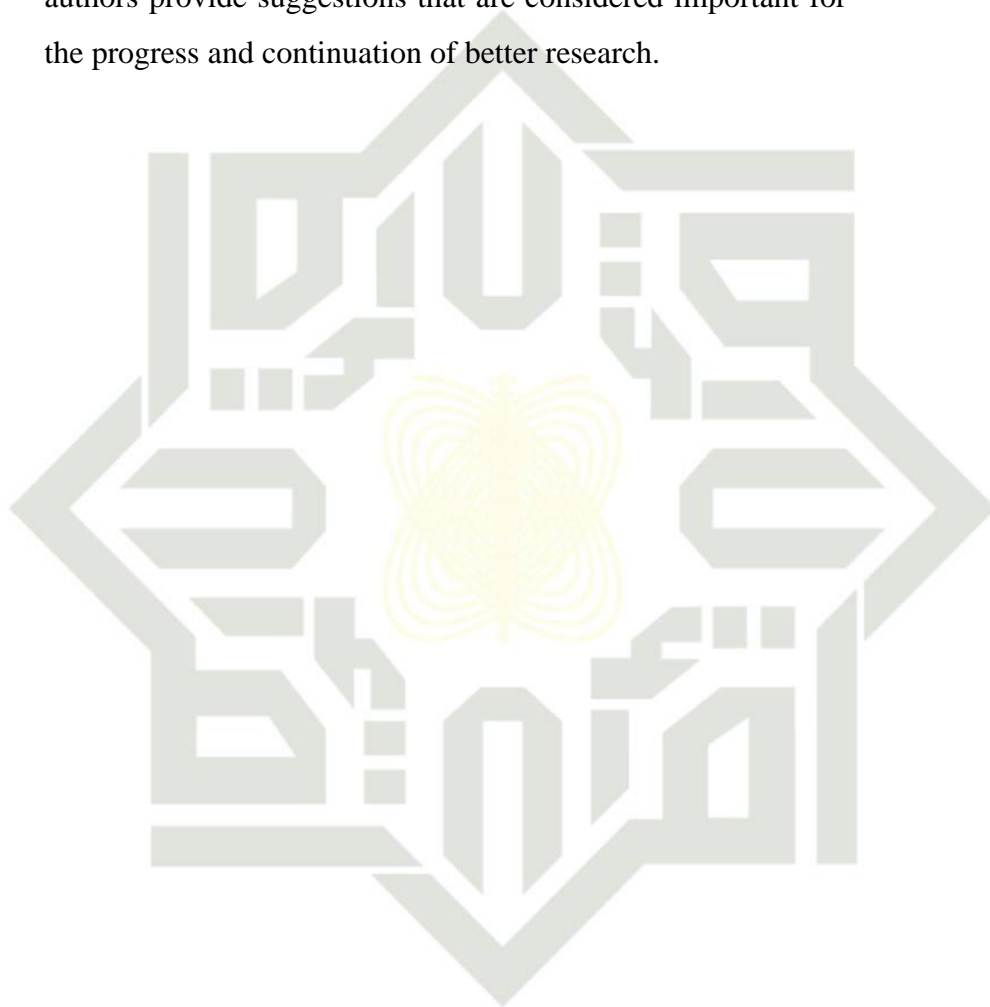 authors provide suggestions that are considered important for
the progress and continuation of better research.